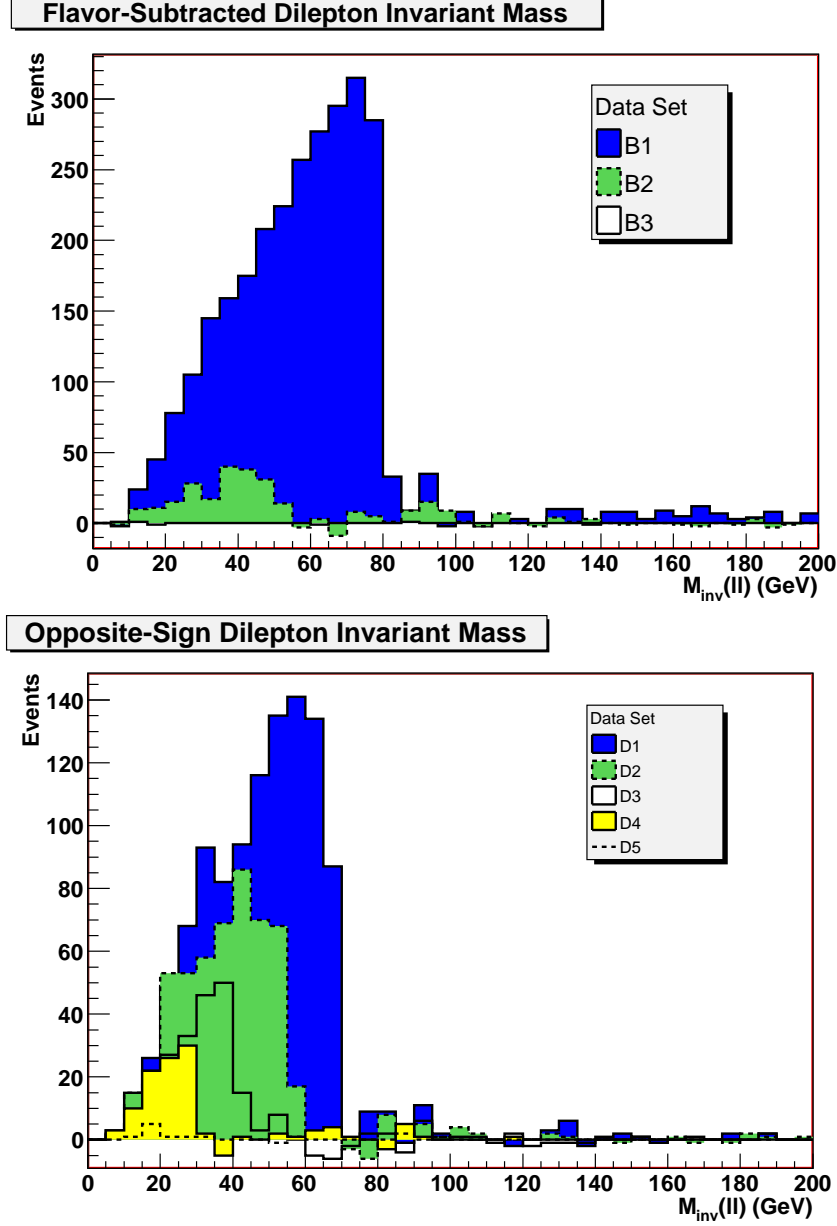 Flavor-Subtracted Dilepton Invariant Mass
Events
300
250
200
150
100
50
0
0 20 40 60 80 100 120 140 160 180 200
M_inv(ll) (GeV)
Data Set
B1
B2
B3
Opposite-Sign Dilepton Invariant Mass
Events
140
120
100
80
60
40
20
0
0 20 40 60 80 100 120 140 160 180 200
M_inv(ll) (GeV)
Data Set
D1
D2
D3
D4
D5